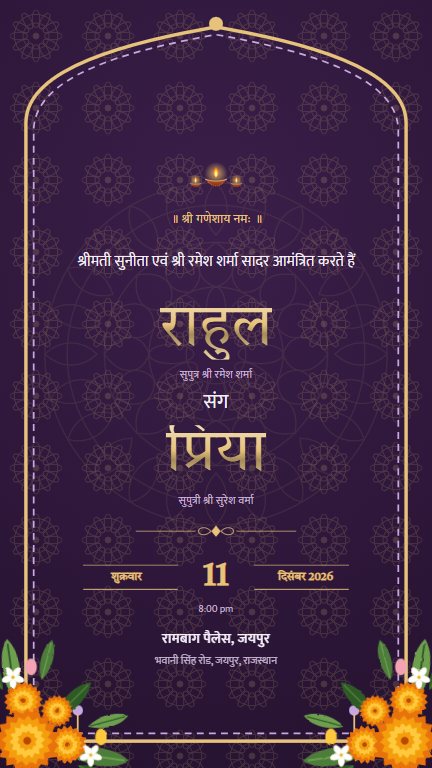 ॥ श्री गणेशाय नमः ॥
श्रीमती सुनीता एवं श्री रमेश शर्मा सादर आमंत्रित करते हैं
राहुल
सुपुत्र श्री रमेश शर्मा
संग
प्रिया
सुपुत्री श्री सुरेश वर्मा
शुक्रवार 11 दिसंबर 2026
8:00 pm
रामबाग पैलेस, जयपुर
भवानी सिंह रोड, जयपुर, राजस्थान